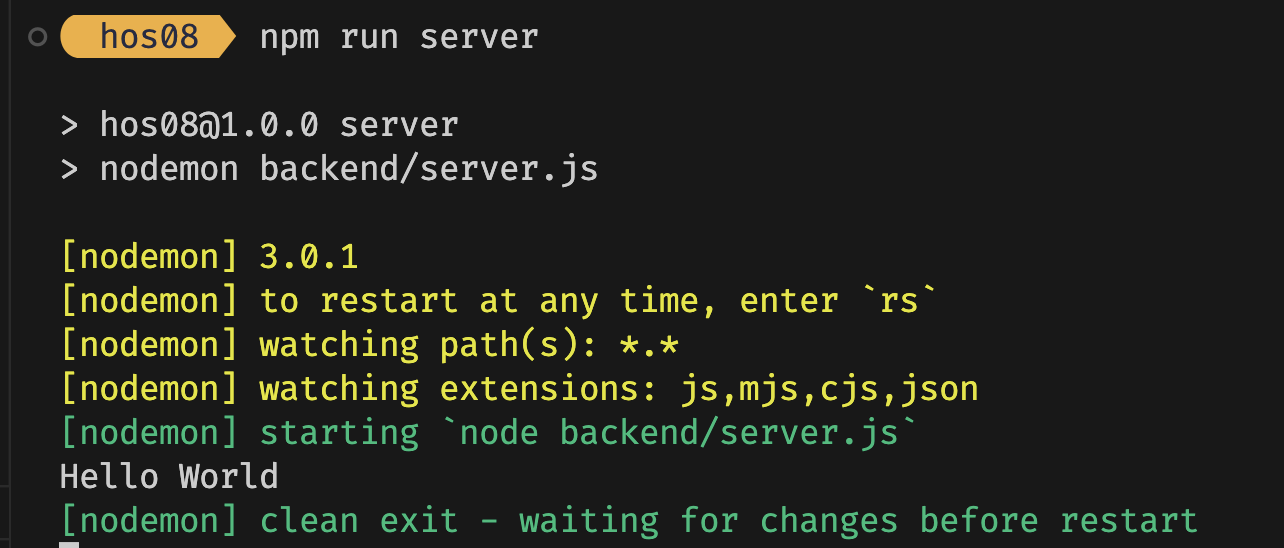 hos08 npm run server
> hos08@1.0.0 server
> nodemon backend/server.js
[nodemon] 3.0.1
[nodemon] to restart at any time, enter `rs`
[nodemon] watching path(s): *.*
[nodemon] watching extensions: js,mjs,cjs,json
[nodemon] starting `node backend/server.js`
Hello World
[nodemon] clean exit - waiting for changes before restart